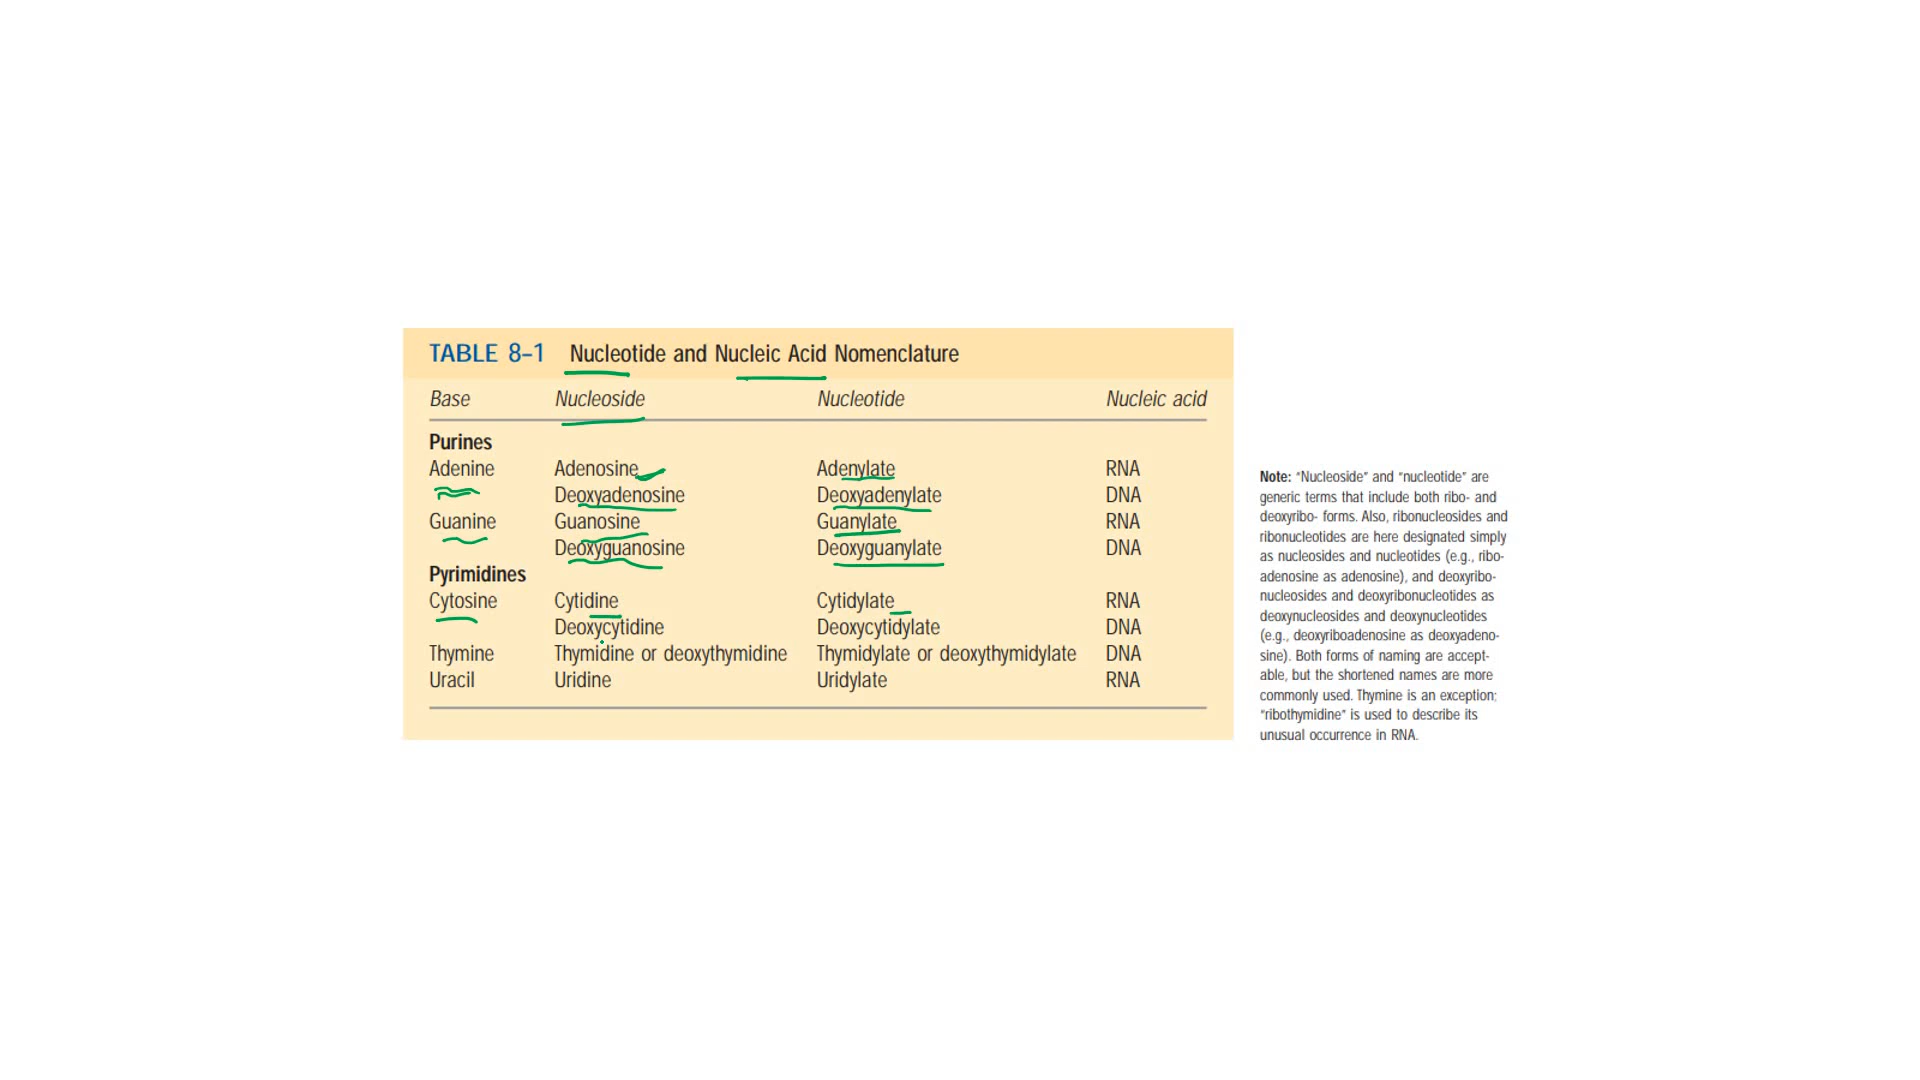 TABLE 8–1 Nucleotide and Nucleic Acid Nomenclature
Base Nucleoside Nucleotide Nucleic acid
Purines
Adenine Adenosine Adenylate RNA
Deoxyadenosine Deoxyadenylate DNA
Guanine Guanosine Guanylate RNA
Deoxyguanosine Deoxyguanylate DNA
Pyrimidines
Cytosine Cytidine Cytidylate RNA
Deoxycytidine Deoxycytidylate DNA
Thymine Thymidine or deoxythymidine Thymidylate or deoxythymidylate DNA
Uracil Uridine Uridylate RNA
Note: “Nucleoside” and “nucleotide” are
generic terms that include both ribo- and
deoxyribo- forms. Also, ribonucleosides and
ribonucleotides are here designated simply
as nucleosides and nucleotides (e.g., ribo-
adenosine as adenosine), and deoxyribo-
nucleosides and deoxyribonucleotides as
deoxynucleosides and deoxynucleotides
(e.g., deoxyriboadenosine as deoxyadeno-
sine). Both forms of naming are accept-
able, but the shortened names are more
commonly used. Thymine is an exception;
“ribothymidine” is used to describe its
unusual occurrence in RNA.